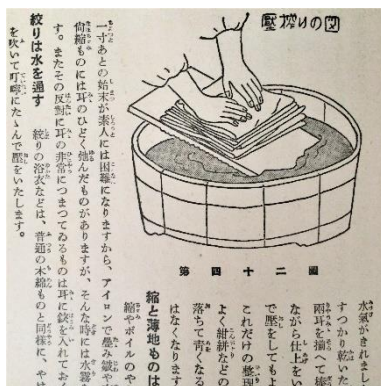 壓搾りの図
第四十二圖
水氣がきれまし
すつかり乾いた
兩耳を揃へて
ながら仕上をい
で壓をしてもよ
これだけの整理
よく紺絣などの
落ちて青くなる
はなくなります
縮と薄地ものは
縮やボイルのや
一寸あとの始末が素人には困難になりますから、アイロンで疊み皺や
尙縮ものには耳のひどく弛んだものがありますが、そんな時には水霧
す。またその反對に耳の非常につまつてゐるものは耳に鋏を入れてお
絞りは水を通す 絞りの浴衣などは、普通の木綿ものと同樣に、や
を吹いて叮嚀にたゝんで壓をいたします。